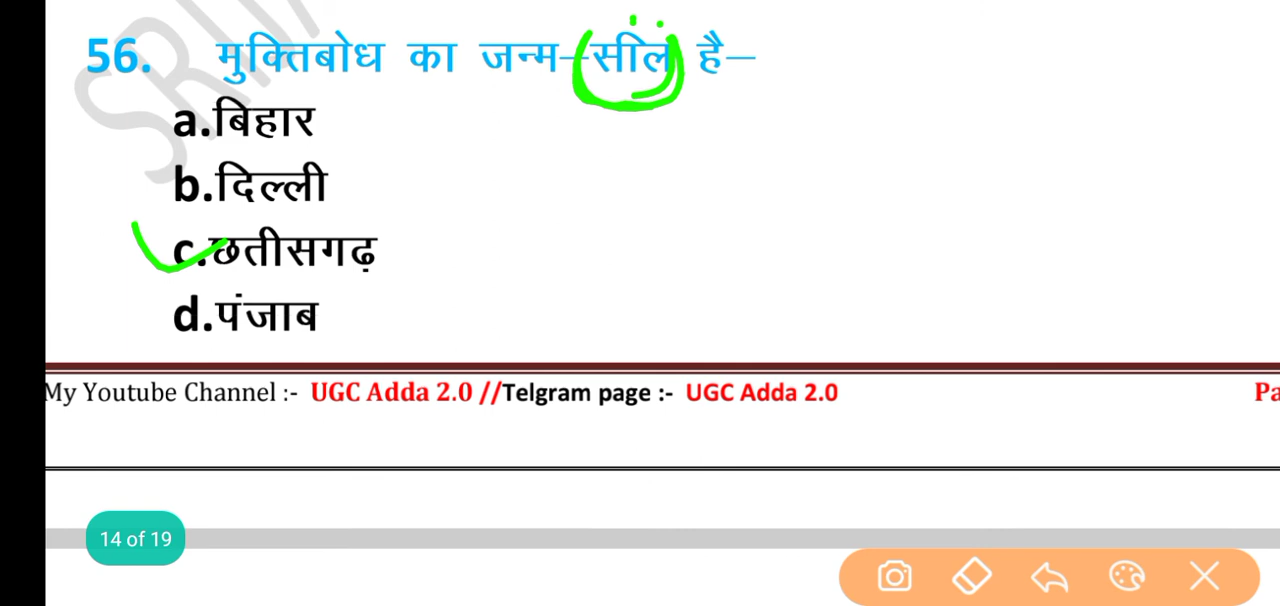 56. मुक्तिबोध का जन्म–सील है–
a.बिहार
b.दिल्ली
c.छतीसगढ़
d.पंजाब
My Youtube Channel :- UGC Adda 2.0 //Telgram page :- UGC Adda 2.0 Pa
14 of 19